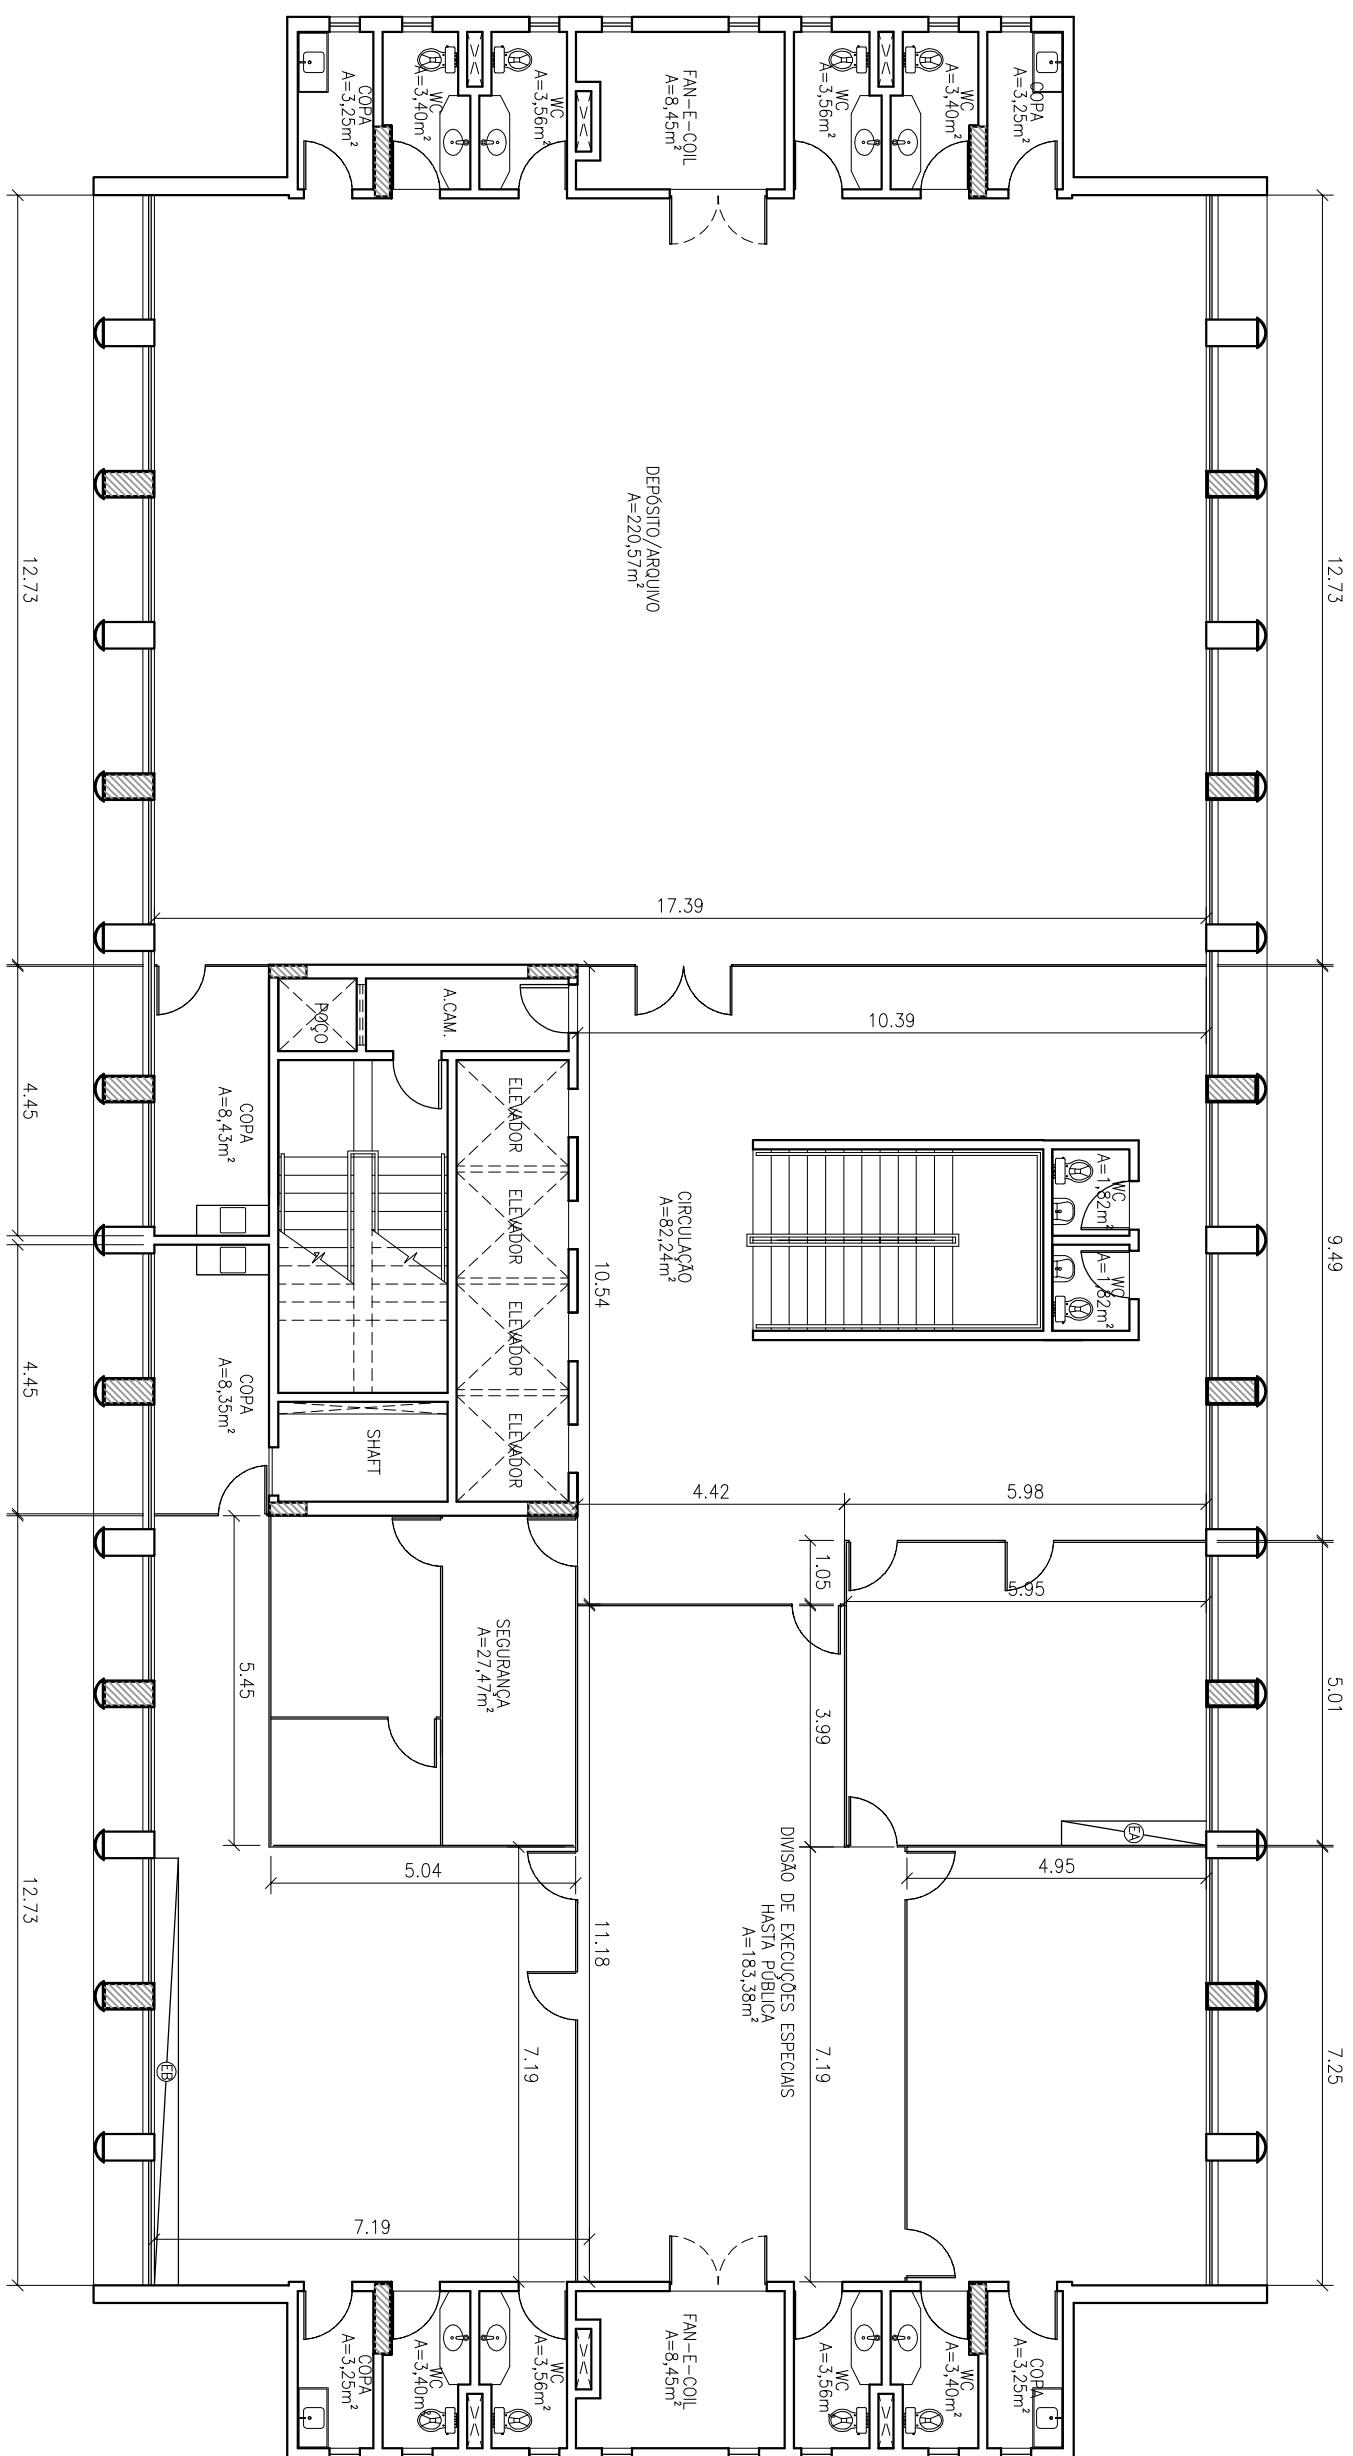 COPA
A=3,25m²
WC
A=3,40m²
WC
A=3,56m²
FAN-E-COIL
A=8,45m²
WC
A=3,56m²
WC
A=3,40m²
COPA
A=3,25m²
12.73
DEPÓSITO/ARQUIVO
A=220,57m²
12.73
17.39
4.45
POÇO
A.CAM.
10.39
COPA
A=8,43m²
ELEVADOR
ELEVADOR
ELEVADOR
ELEVADOR
10.54
CIRCULAÇÃO
A=82,24m²
WC
A=1,82m²
WC
A=1,82m²
9.49
4.45
COPA
A=8,35m²
SHAFT
4.42
5.98
1.05
5.95
5.45
SEGURANÇA
A=27,47m²
3.99
5.01
EA
12.73
5.04
11.18
DIVISÃO DE EXECUÇÕES ESPECIAIS
HASTA PÚBLICA
A=183,38m²
4.95
EB
7.19
7.19
7.25
7.19
COPA
A=3,25m²
WC
A=3,40m²
WC
A=3,56m²
FAN-E-COIL
A=8,45m²
WC
A=3,56m²
WC
A=3,40m²
COPA
A=3,25m²